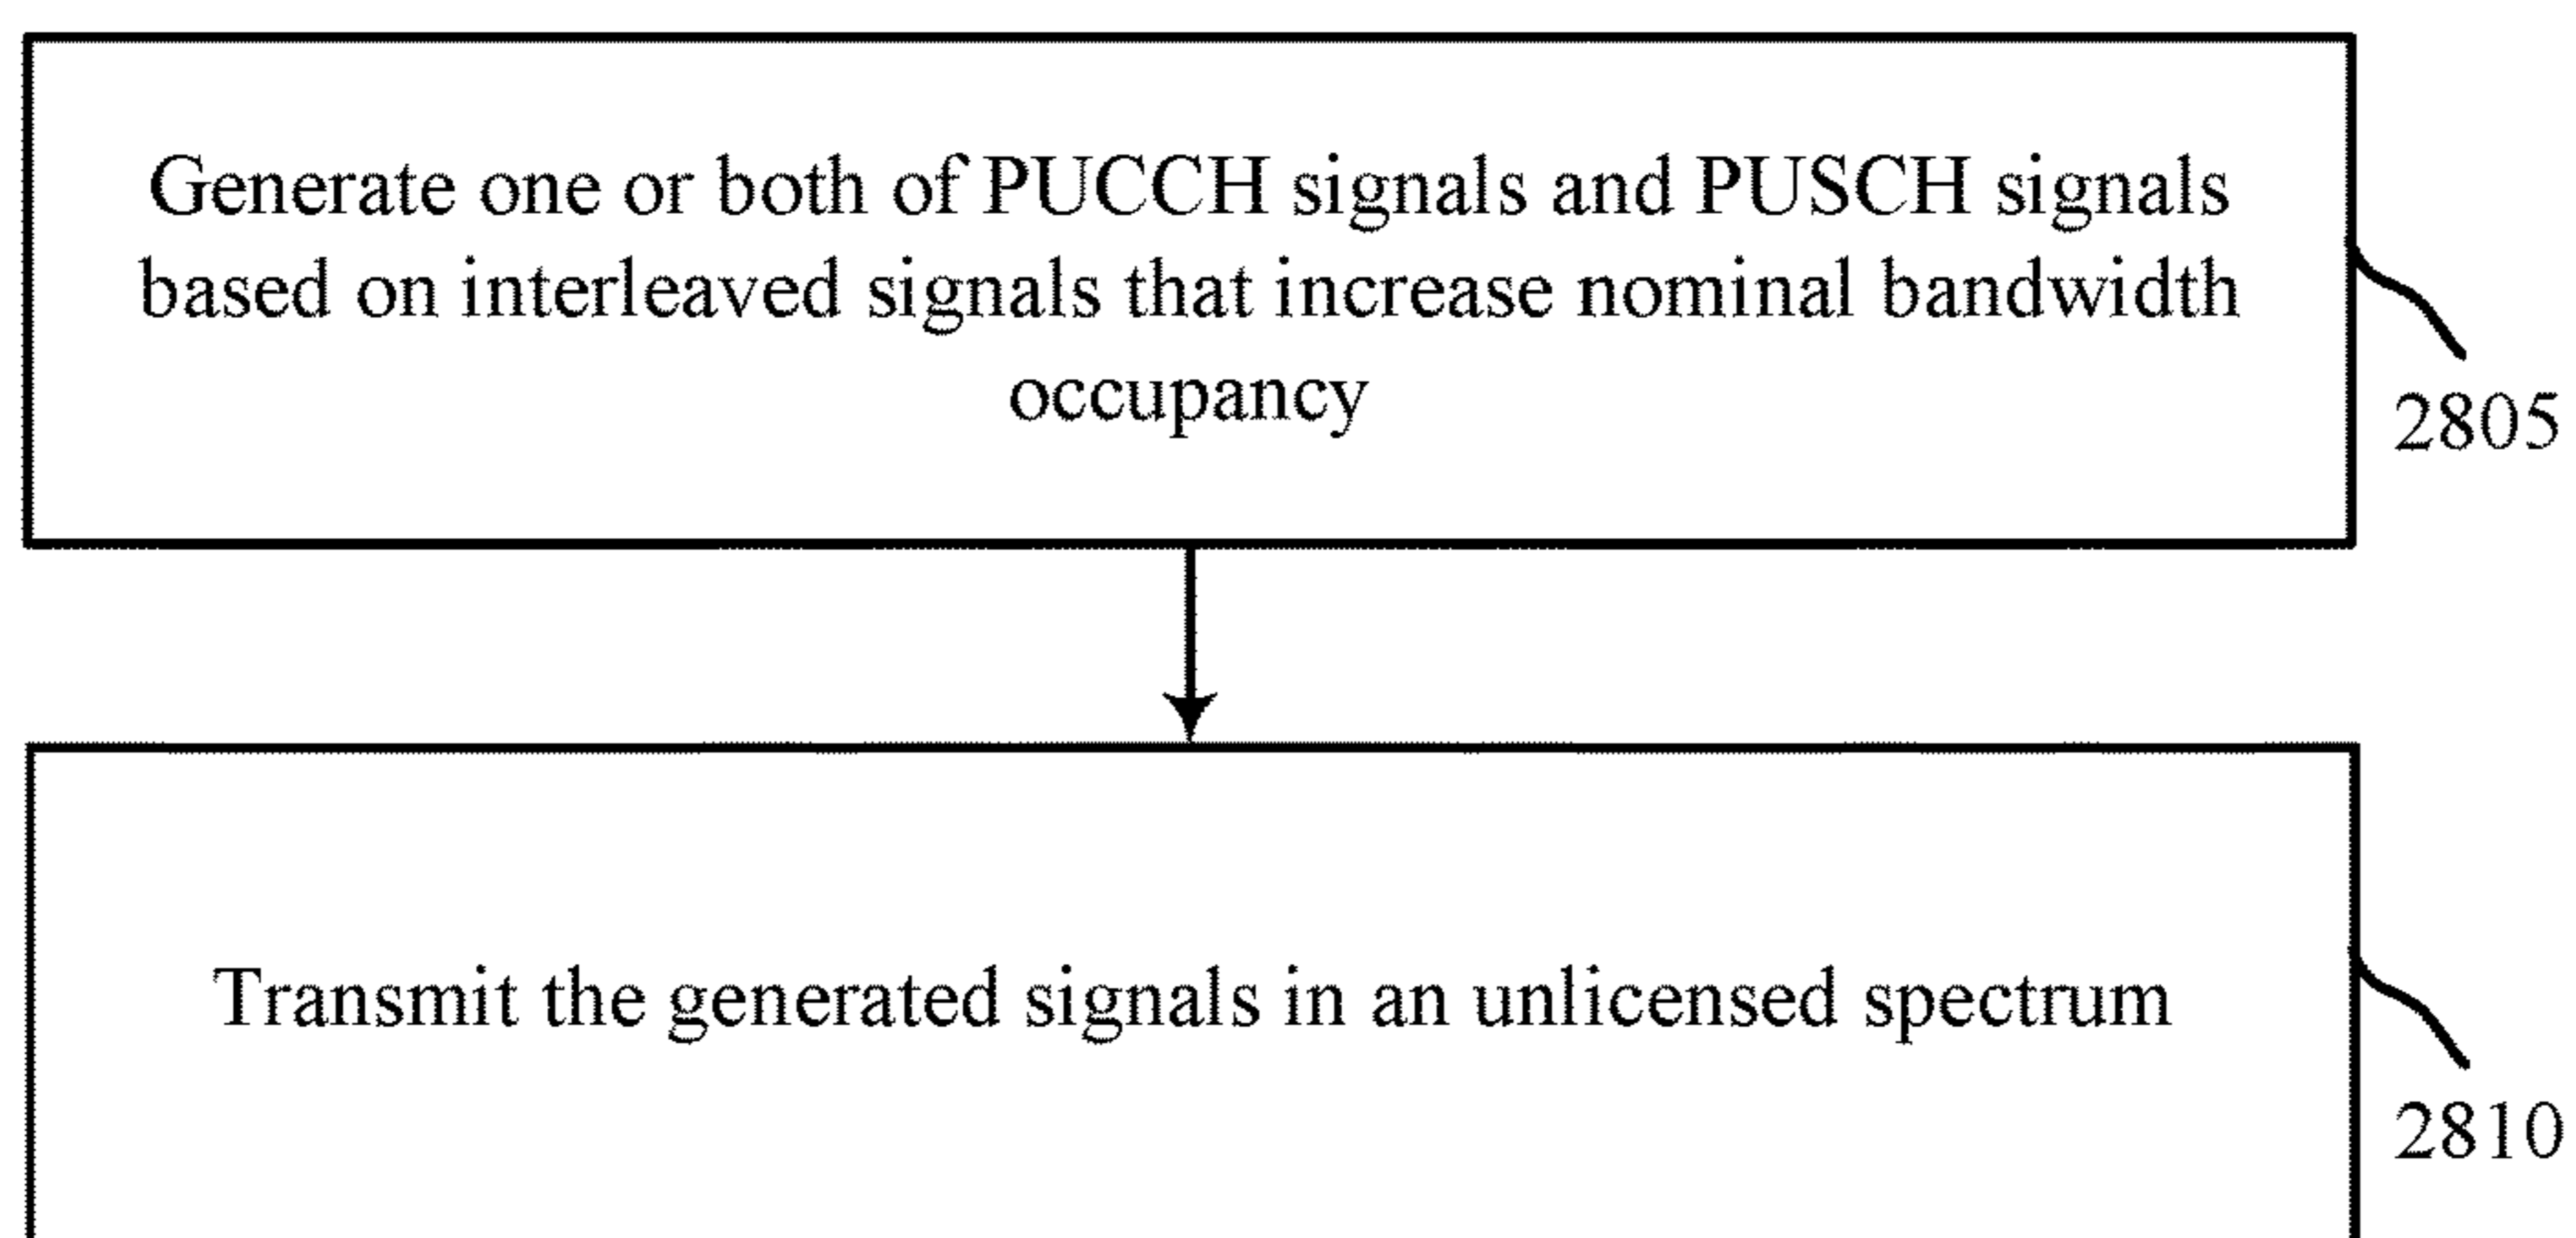 Generate one or both of PUCCH signals and PUSCH signals
based on interleaved signals that increase nominal bandwidth
occupancy
2805
Transmit the generated signals in an unlicensed spectrum
2810